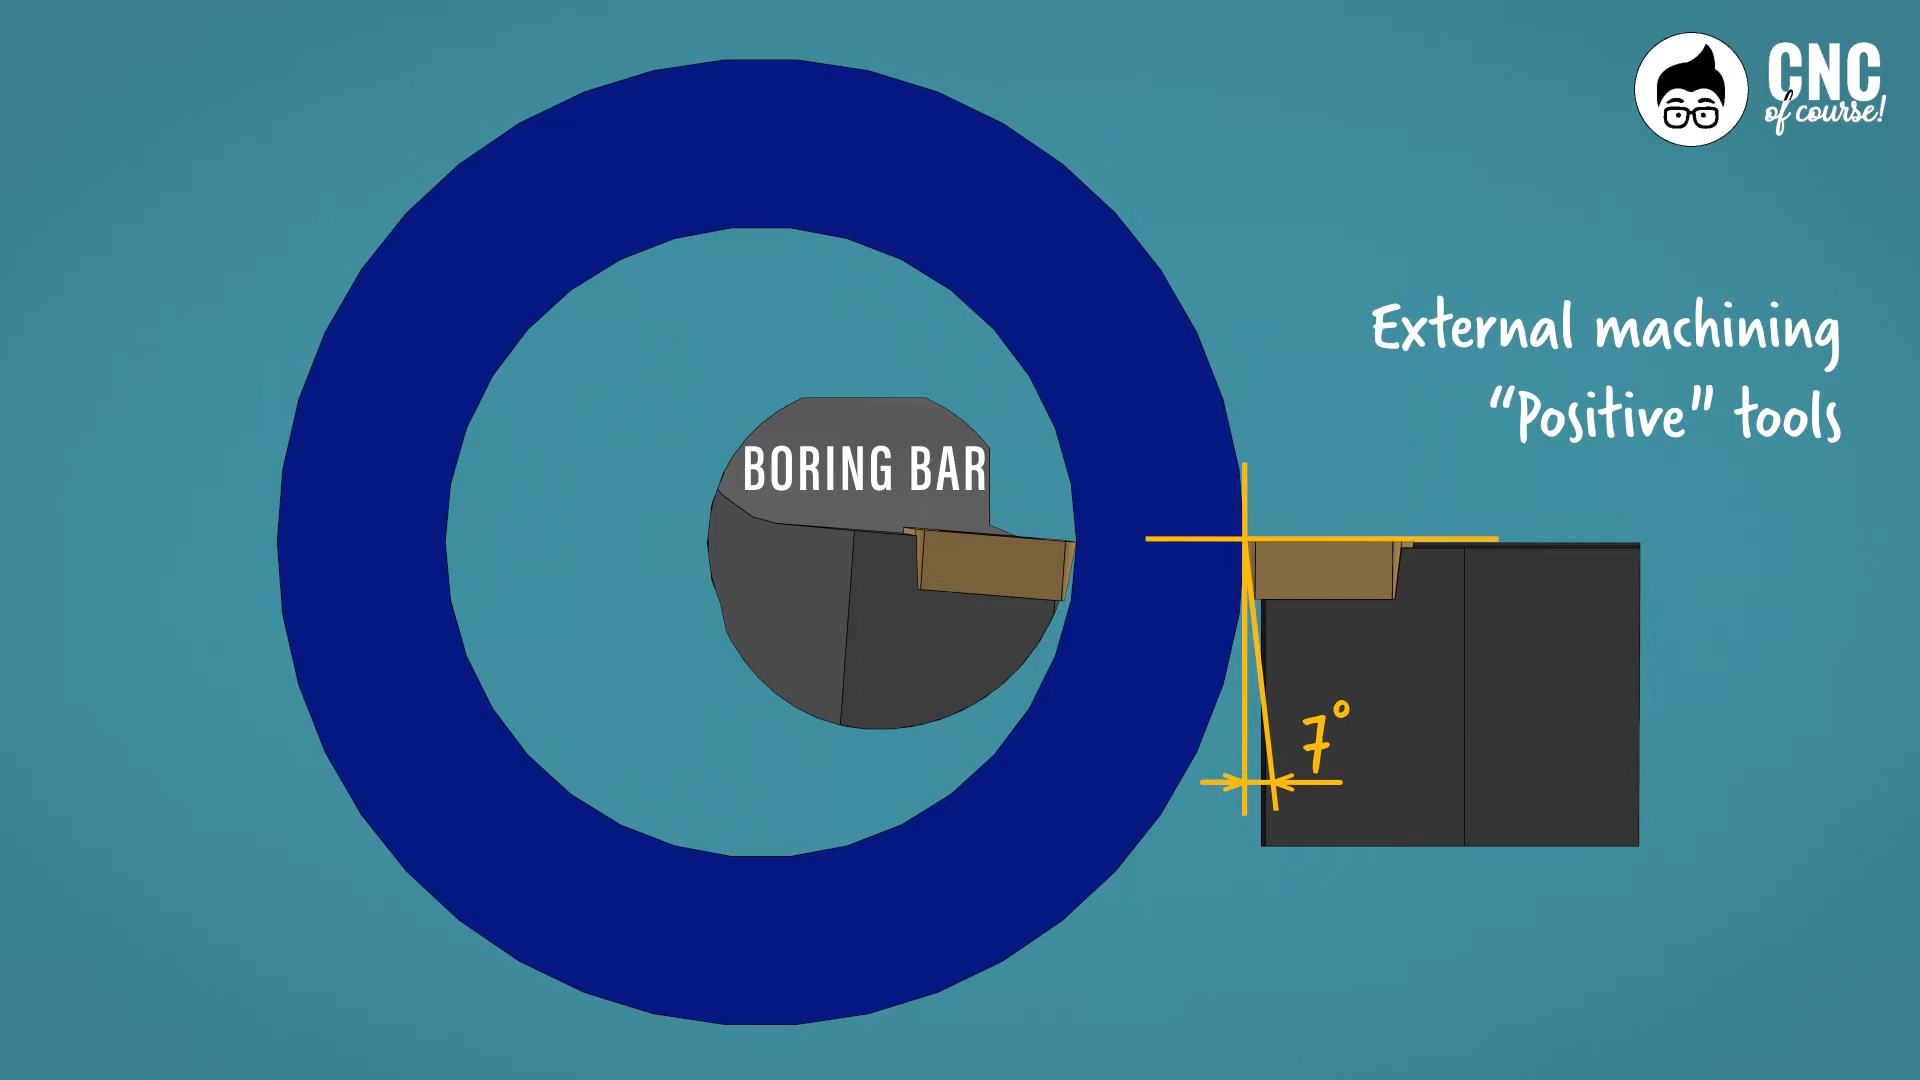 CNC
of course!
External machining
“Positive” tools
BORING BAR
7°